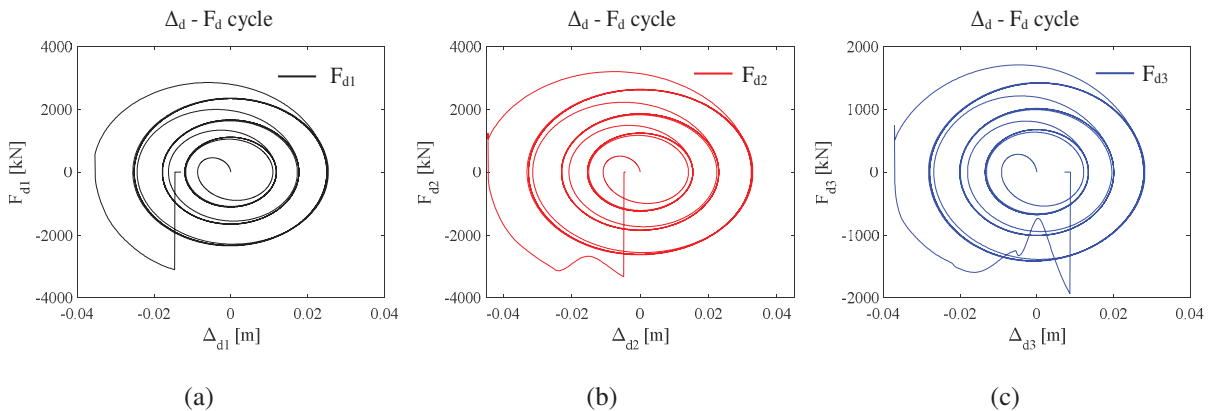 Δd - Fd cycle
4000
2000
0
-2000
-4000
Fd1 [kN]
Fd1
-0.04
-0.02
0
0.02
0.04
Δd1 [m]
(a)
Δd - Fd cycle
4000
2000
0
-2000
-4000
Fd2 [kN]
Fd2
-0.04
-0.02
0
0.02
0.04
Δd2 [m]
(b)
Δd - Fd cycle
2000
1000
0
-1000
-2000
Fd3 [kN]
Fd3
-0.04
-0.02
0
0.02
0.04
Δd3 [m]
(c)